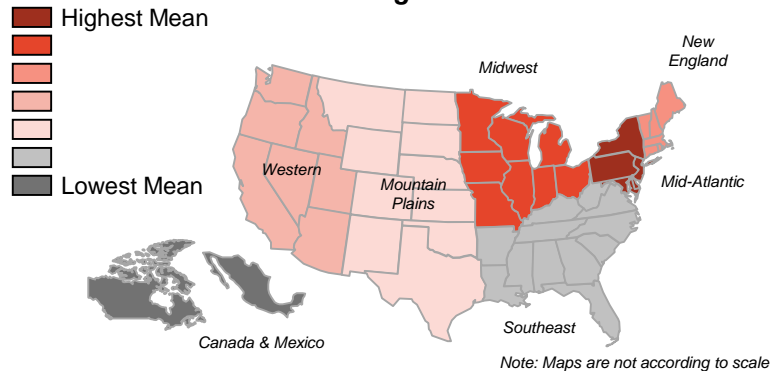 Highest Mean
New
England
Midwest
Western
Mountain
Plains
Lowest Mean
Mid-Atlantic
Southeast
Canada & Mexico
Note: Maps are not according to scale